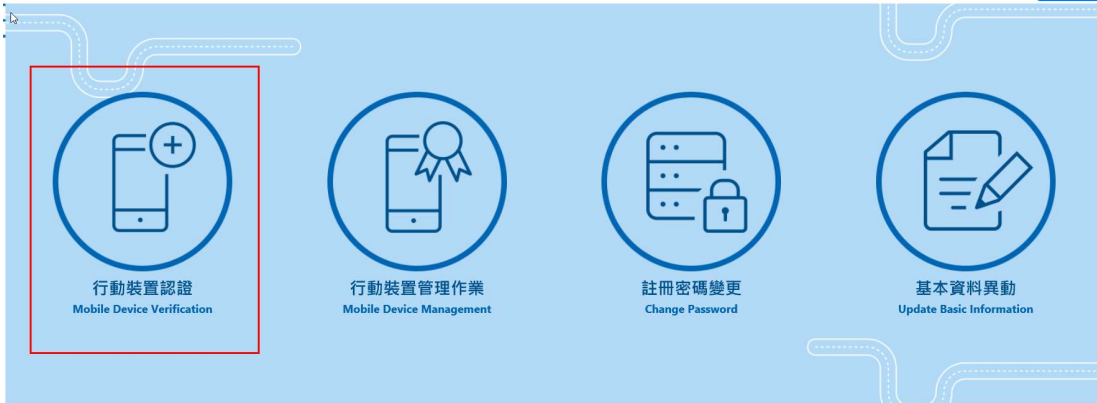 行動裝置認證
Mobile Device Verification
行動裝置管理作業
Mobile Device Management
註冊密碼變更
Change Password
基本資料異動
Update Basic Information